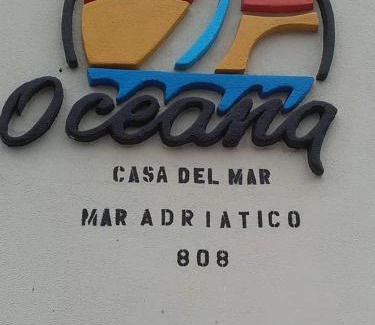 Oceana
CASA DEL MAR
MAR ADRIATICO
808